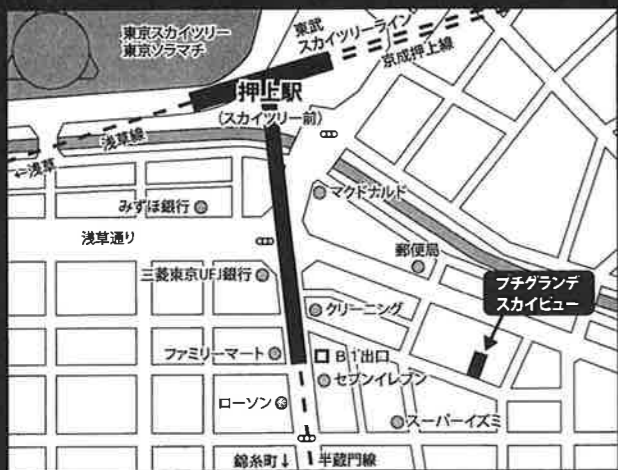 東京スカイツリー
東京ソラマチ
東武
スカイツリーライン
京成押上線
押上駅
(スカイツリー前)
浅草線
←浅草
マクドナルド
みずほ銀行
浅草通り
郵便局
三菱東京UFJ銀行
プチグランデ
スカイビュー
クリーニング
ファミリーマート
B1出口
セブンイレブン
ローソン
スーパーイズミ
錦糸町↓
半蔵門線